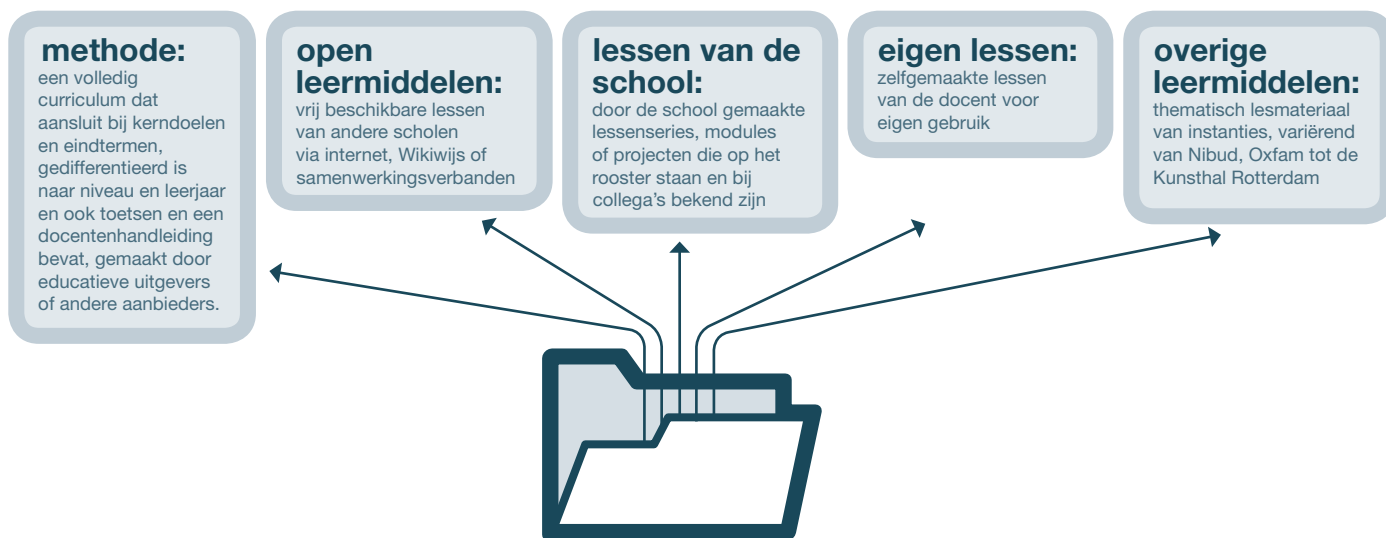 methode:
een volledig
curriculum dat
aansluit bij kerndoelen
en eindtermen,
gedifferentieerd is
naar niveau en leerjaar
en ook toetsen en een
docentenhandleiding
bevat, gemaakt door
educatieve uitgevers
of andere aanbieders.
open
leermiddelen:
vrij beschikbare lessen
van andere scholen
via internet, Wikiwijs of
samenwerkingsverbanden
lessen van de
school:
door de school gemaakte
lessenseries, modules
of projecten die op het
rooster staan en bij
collega's bekend zijn
eigen lessen:
zelfgemaakte lessen
van de docent voor
eigen gebruik
overige
leermiddelen:
thematisch lesmateriaal
van instanties, variërend
van Nibud, Oxfam tot de
Kunsthal Rotterdam